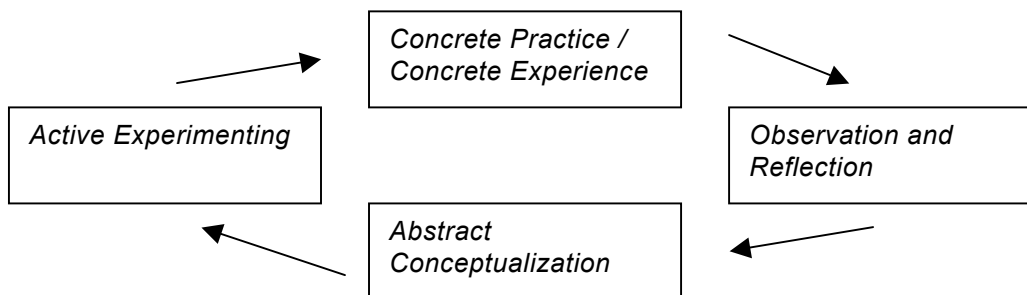 Concrete Practice /
Concrete Experience
Active Experimenting
Observation and
Reflection
Abstract
Conceptualization